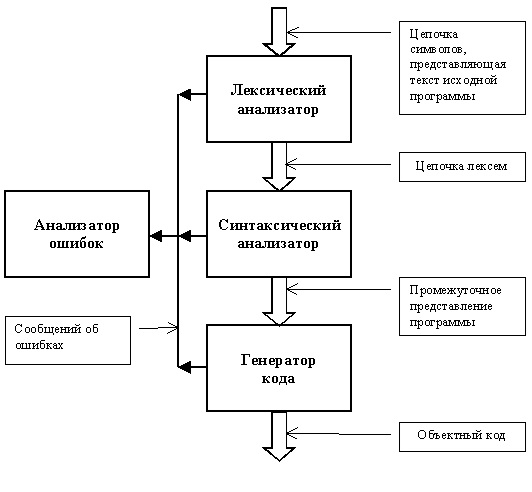 Цепочка
символов,
представляющая
текст исходной
программы
Лексический
анализатор
Цепочка лексем
Анализатор
ошибок
Синтаксический
анализатор
Промежуточное
представление
программы
Сообщений об
ошибках
Генератор
кода
Объектный код